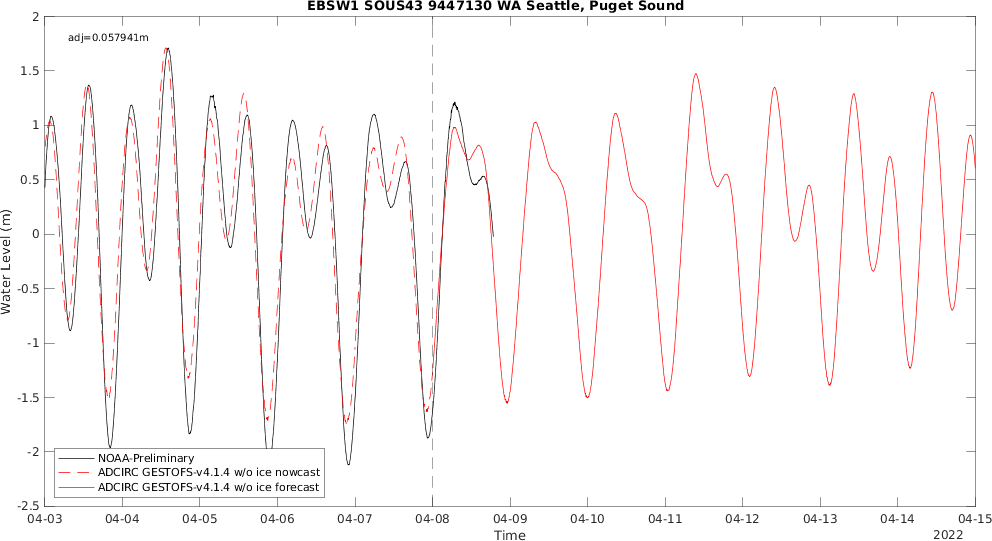 EBSW1 SOUS43 9447130 WA Seattle, Puget Sound
adj=0.057941m
Water Level (m)
2
1.5
1
0.5
0
-0.5
-1
-1.5
-2
-2.5
NOAA-Preliminary
ADCIRC GESTOFS-v4.1.4 w/o ice nowcast
ADCIRC GESTOFS-v4.1.4 w/o ice forecast
04-03 04-04 04-05 04-06 04-07 04-08 04-09 04-10 04-11 04-12 04-13 04-14 04-15
Time
2022